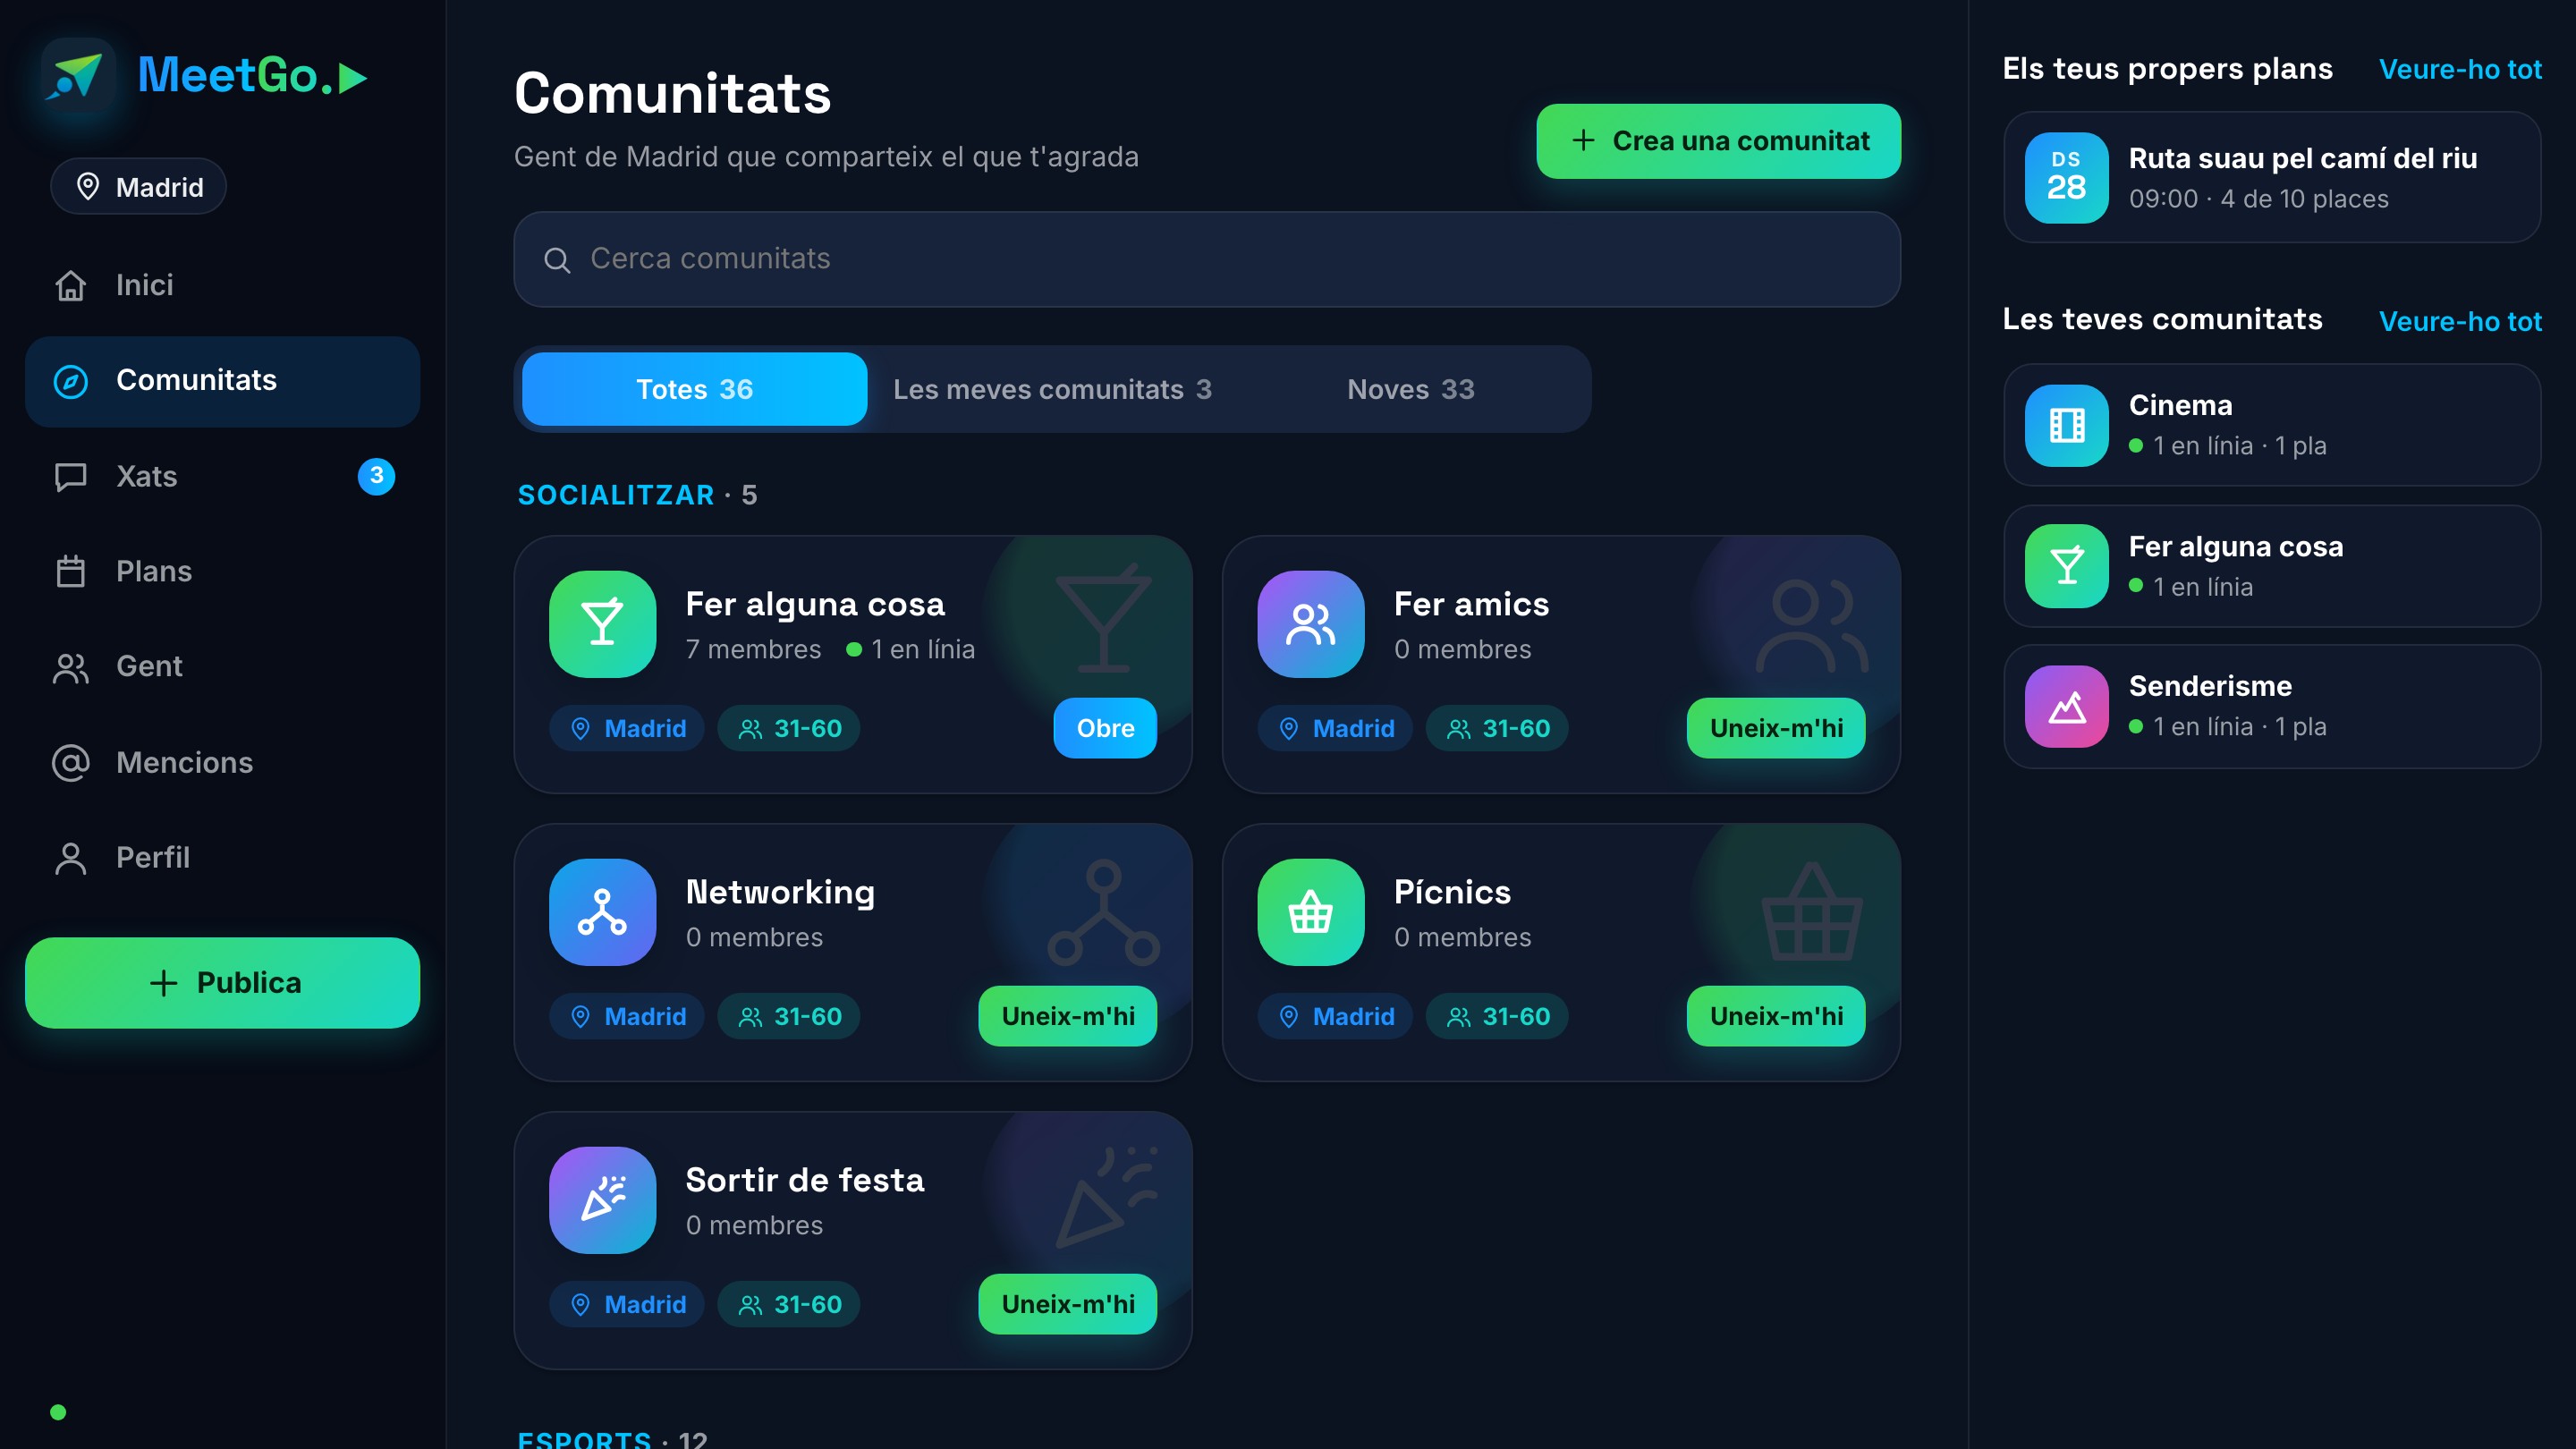 MeetGo.
Madrid
Inici
Comunitats
Xats 3
Plans
Gent
Mencions
Perfil
Publica
Comunitats
Gent de Madrid que comparteix el que t'agrada
Crea una comunitat
Cerca comunitats
Totes 36 Les meves comunitats 3 Noves 33
SOCIALITZAR · 5
Fer alguna cosa
7 membres 1 en línia
Madrid 31-60 Obre
Fer amics
0 membres
Madrid 31-60 Uneix-m'hi
Networking
0 membres
Madrid 31-60 Uneix-m'hi
Pícnics
0 membres
Madrid 31-60 Uneix-m'hi
Sortir de festa
0 membres
Madrid 31-60 Uneix-m'hi
ESPORTS · 12
Els teus propers plans Veure-ho tot
DS
28
Ruta suau pel camí del riu
09:00 · 4 de 10 places
Les teves comunitats Veure-ho tot
Cinema
1 en línia · 1 pla
Fer alguna cosa
1 en línia
Senderisme
1 en línia · 1 pla